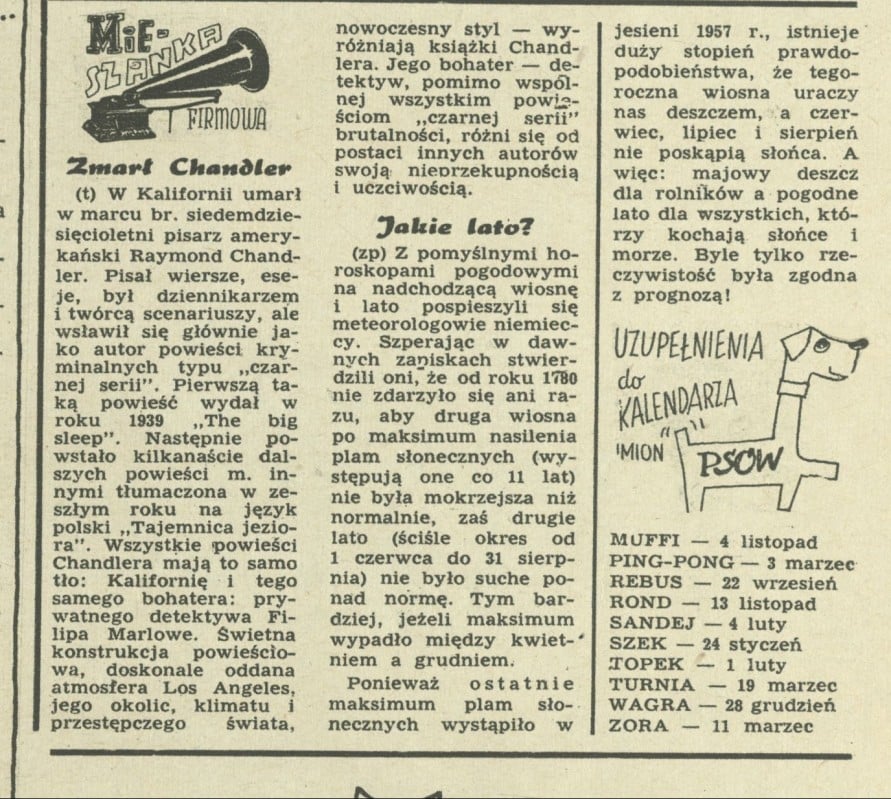 MiE-
SZANKA
FIRMOWA
Zmarł Chandler
(t) W Kalifornii umarł
w marcu br. siedemdzie-
sięcioletni pisarz amery-
kański Raymond Chand-
ler. Pisał wiersze, ese-
je, był dziennikarzem
i twórcą scenariuszy, ale
wsławił się głównie ja-
ko autor powieści kry-
minalnych typu „czar-
nej serii”. Pierwszą ta-
ką powieść wydał w
roku 1939 „The big
sleep”. Następnie po-
wstało kilkanaście dal-
szych powieści m. in-
nymi tłumaczona w ze-
szłym roku na język
polski „Tajemnica jezio-
ra”. Wszystkie powieści
Chandlera mają to samo
tło: Kalifornię i tego
samego bohatera: pry-
watnego detektywa Fi-
lipa Marlowe. Świetna
konstrukcja powieścio-
wa, doskonale oddana
atmosfera Los Angeles,
jego okolic, klimatu i
przestępczego świata,
nowoczesny styl — wy-
różniają książki Chand-
lera. Jego bohater — de-
tektyw, pomimo wspól-
nej wszystkim powie-
ściom „czarnej serii”
brutalności, różni się od
postaci innych autorów
swoją nieprzekupnością
i uczciwością.
Jakie lato?
(zp) Z pomyślnymi ho-
roskopami pogodowymi
na nadchodzącą wiosnę
i lato pospieszyli się
meteorologowie niemiec-
cy. Szperając w daw-
nych zapiskach stwier-
dzili oni, że od roku 1780
nie zdarzyło się ani ra-
zu, aby druga wiosna
po maksimum nasilenia
plam słonecznych (wy-
stępują one co 11 lat)
nie była mokrzejsza niż
normalnie, zaś drugie
lato (ściśle okres od
1 czerwca do 31 sierp-
nia) nie było suche po-
nad normę. Tym bar-
dziej, jeżeli maksimum
wypadło między kwiet-
niem a grudniem.
Ponieważ ostatnie
maksimum plam sło-
necznych wystąpiło w
jesieni 1957 r., istnieje
duży stopień prawdo-
podobieństwa, że tego-
roczna wiosna uraczy
nas deszczem, a czer-
wiec, lipiec i sierpień
nie poskąpią słońca. A
więc: majowy deszcz
dla rolników a pogodne
lato dla wszystkich, któ-
rzy kochają słońce i
morze. Byle tylko rze-
czywistość była zgodna
z prognozą!
UZUPEŁNIENIA
do
KALENDARZA
"IMION"
PSÓW
MUFFI — 4 listopad
PING-PONG — 3 marzec
REBUS — 22 wrzesień
ROND — 13 listopad
SANDEJ — 4 luty
SZEK — 24 styczeń
TOPEK — 1 luty
TURNIA — 19 marzec
WAGRA — 28 grudzień
ZORA — 11 marzec